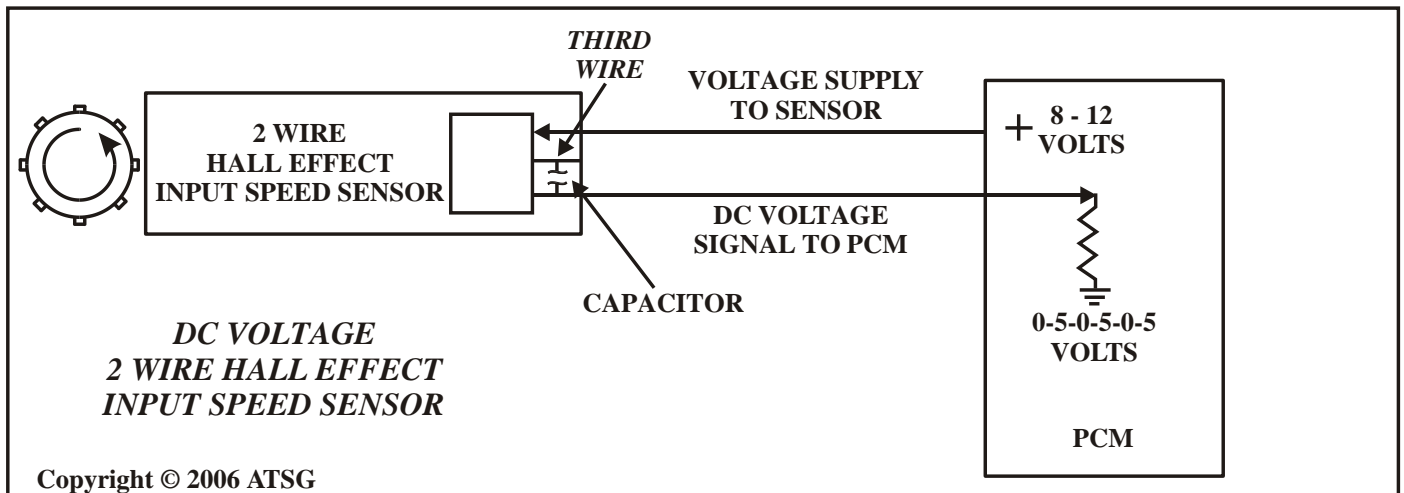 THIRD
WIRE
VOLTAGE SUPPLY
TO SENSOR
8 - 12
VOLTS
2 WIRE
HALL EFFECT
INPUT SPEED SENSOR
DC VOLTAGE
SIGNAL TO PCM
CAPACITOR
0-5-0-5-0-5
VOLTS
DC VOLTAGE
2 WIRE HALL EFFECT
INPUT SPEED SENSOR
PCM
Copyright © 2006 ATSG